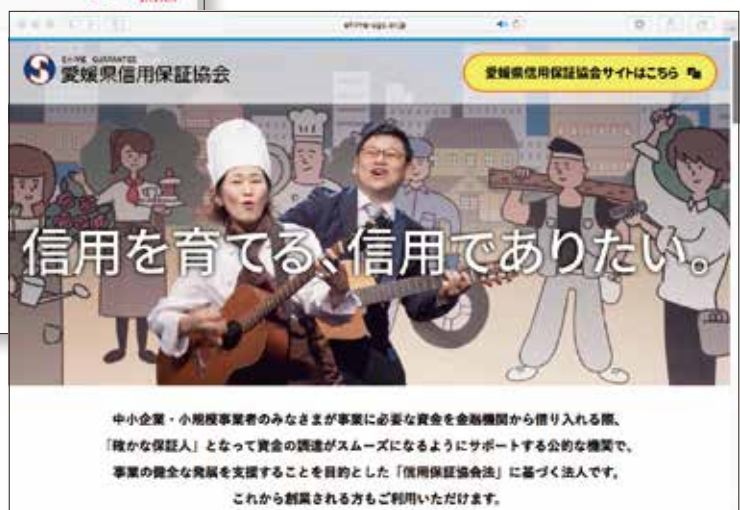 EHIME GUARANTEE
愛媛県信用保証協会
愛媛県信用保証協会サイトはこちら
信用を育てる、信用でありたい。
中小企業・小規模事業者のみなさまが事業に必要な資金を金融機関から借り入れる際、
「確かな保証人」となって資金の調達がスムーズになるようにサポートする公的な機関で、
事業の健全な発展を支援することを目的とした「信用保証協会法」に基づく法人です。
これから創業される方もご利用いただけます。